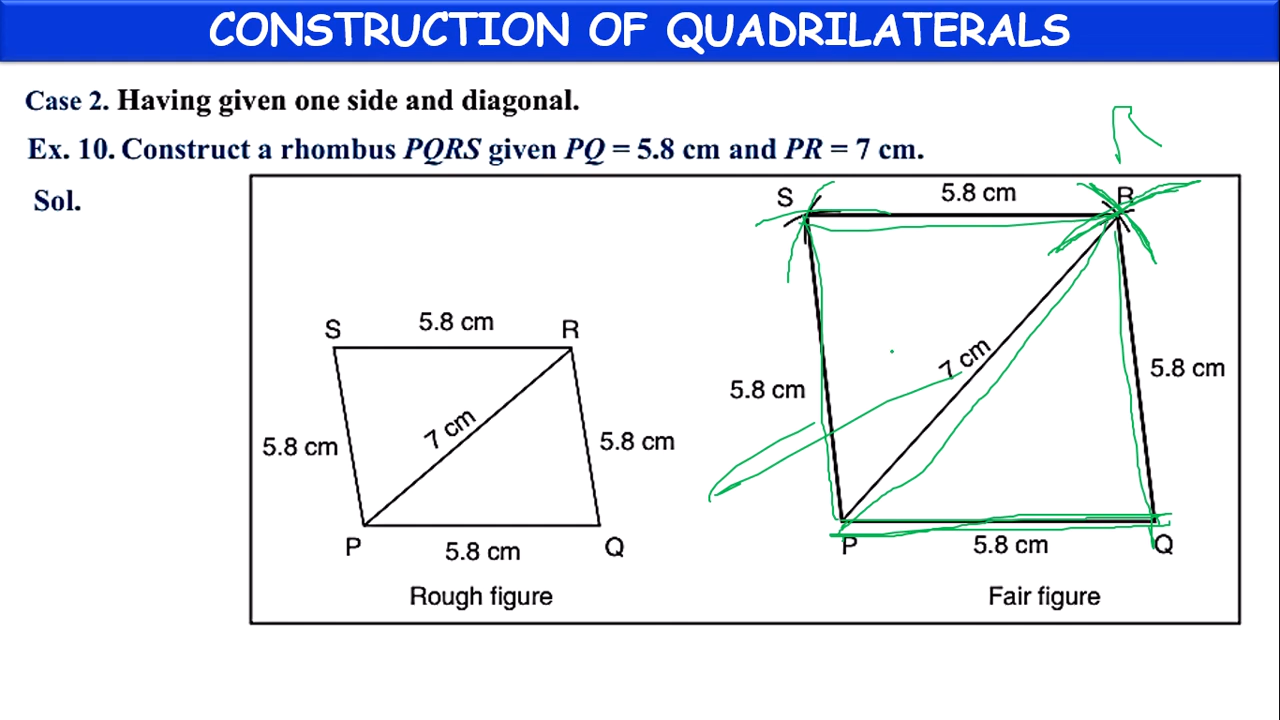 CONSTRUCTION OF QUADRILATERALS
Case 2. Having given one side and diagonal.
Ex. 10. Construct a rhombus PQRS given PQ = 5.8 cm and PR = 7 cm.
Sol.
S 5.8 cm R
5.8 cm 7 cm 5.8 cm
P 5.8 cm Q
Rough figure
S 5.8 cm R
5.8 cm 7 cm 5.8 cm
P 5.8 cm Q
Fair figure